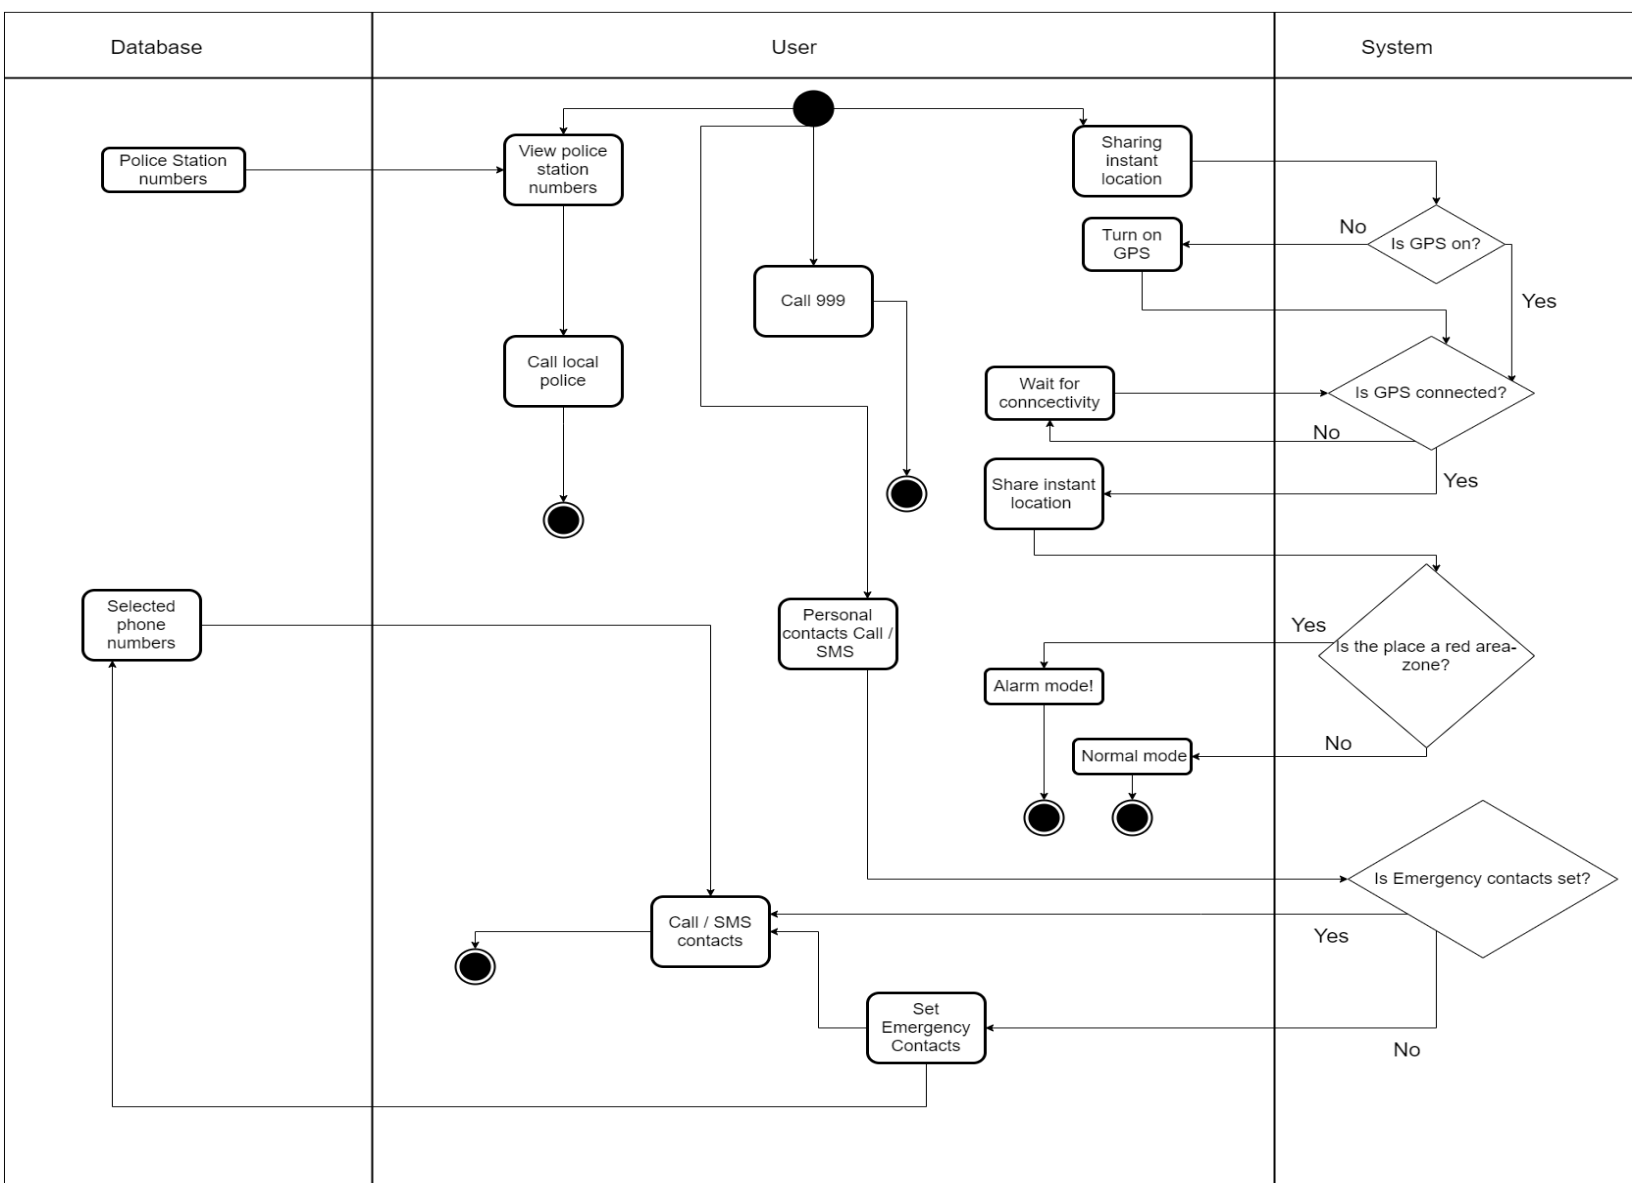 Database
User
System
Police Station
numbers
View police
station
numbers
Sharing
instant
location
No
Is GPS on?
Turn on
GPS
Yes
Call 999
Call local
police
Wait for
conncectivity
Is GPS connected?
No
Yes
Share instant
location
Selected
phone
numbers
Personal
contacts Call /
SMS
Yes
Is the place a red area-
zone?
Alarm mode!
No
Normal mode
Is Emergency contacts set?
Call / SMS
contacts
Yes
Set
Emergency
Contacts
No